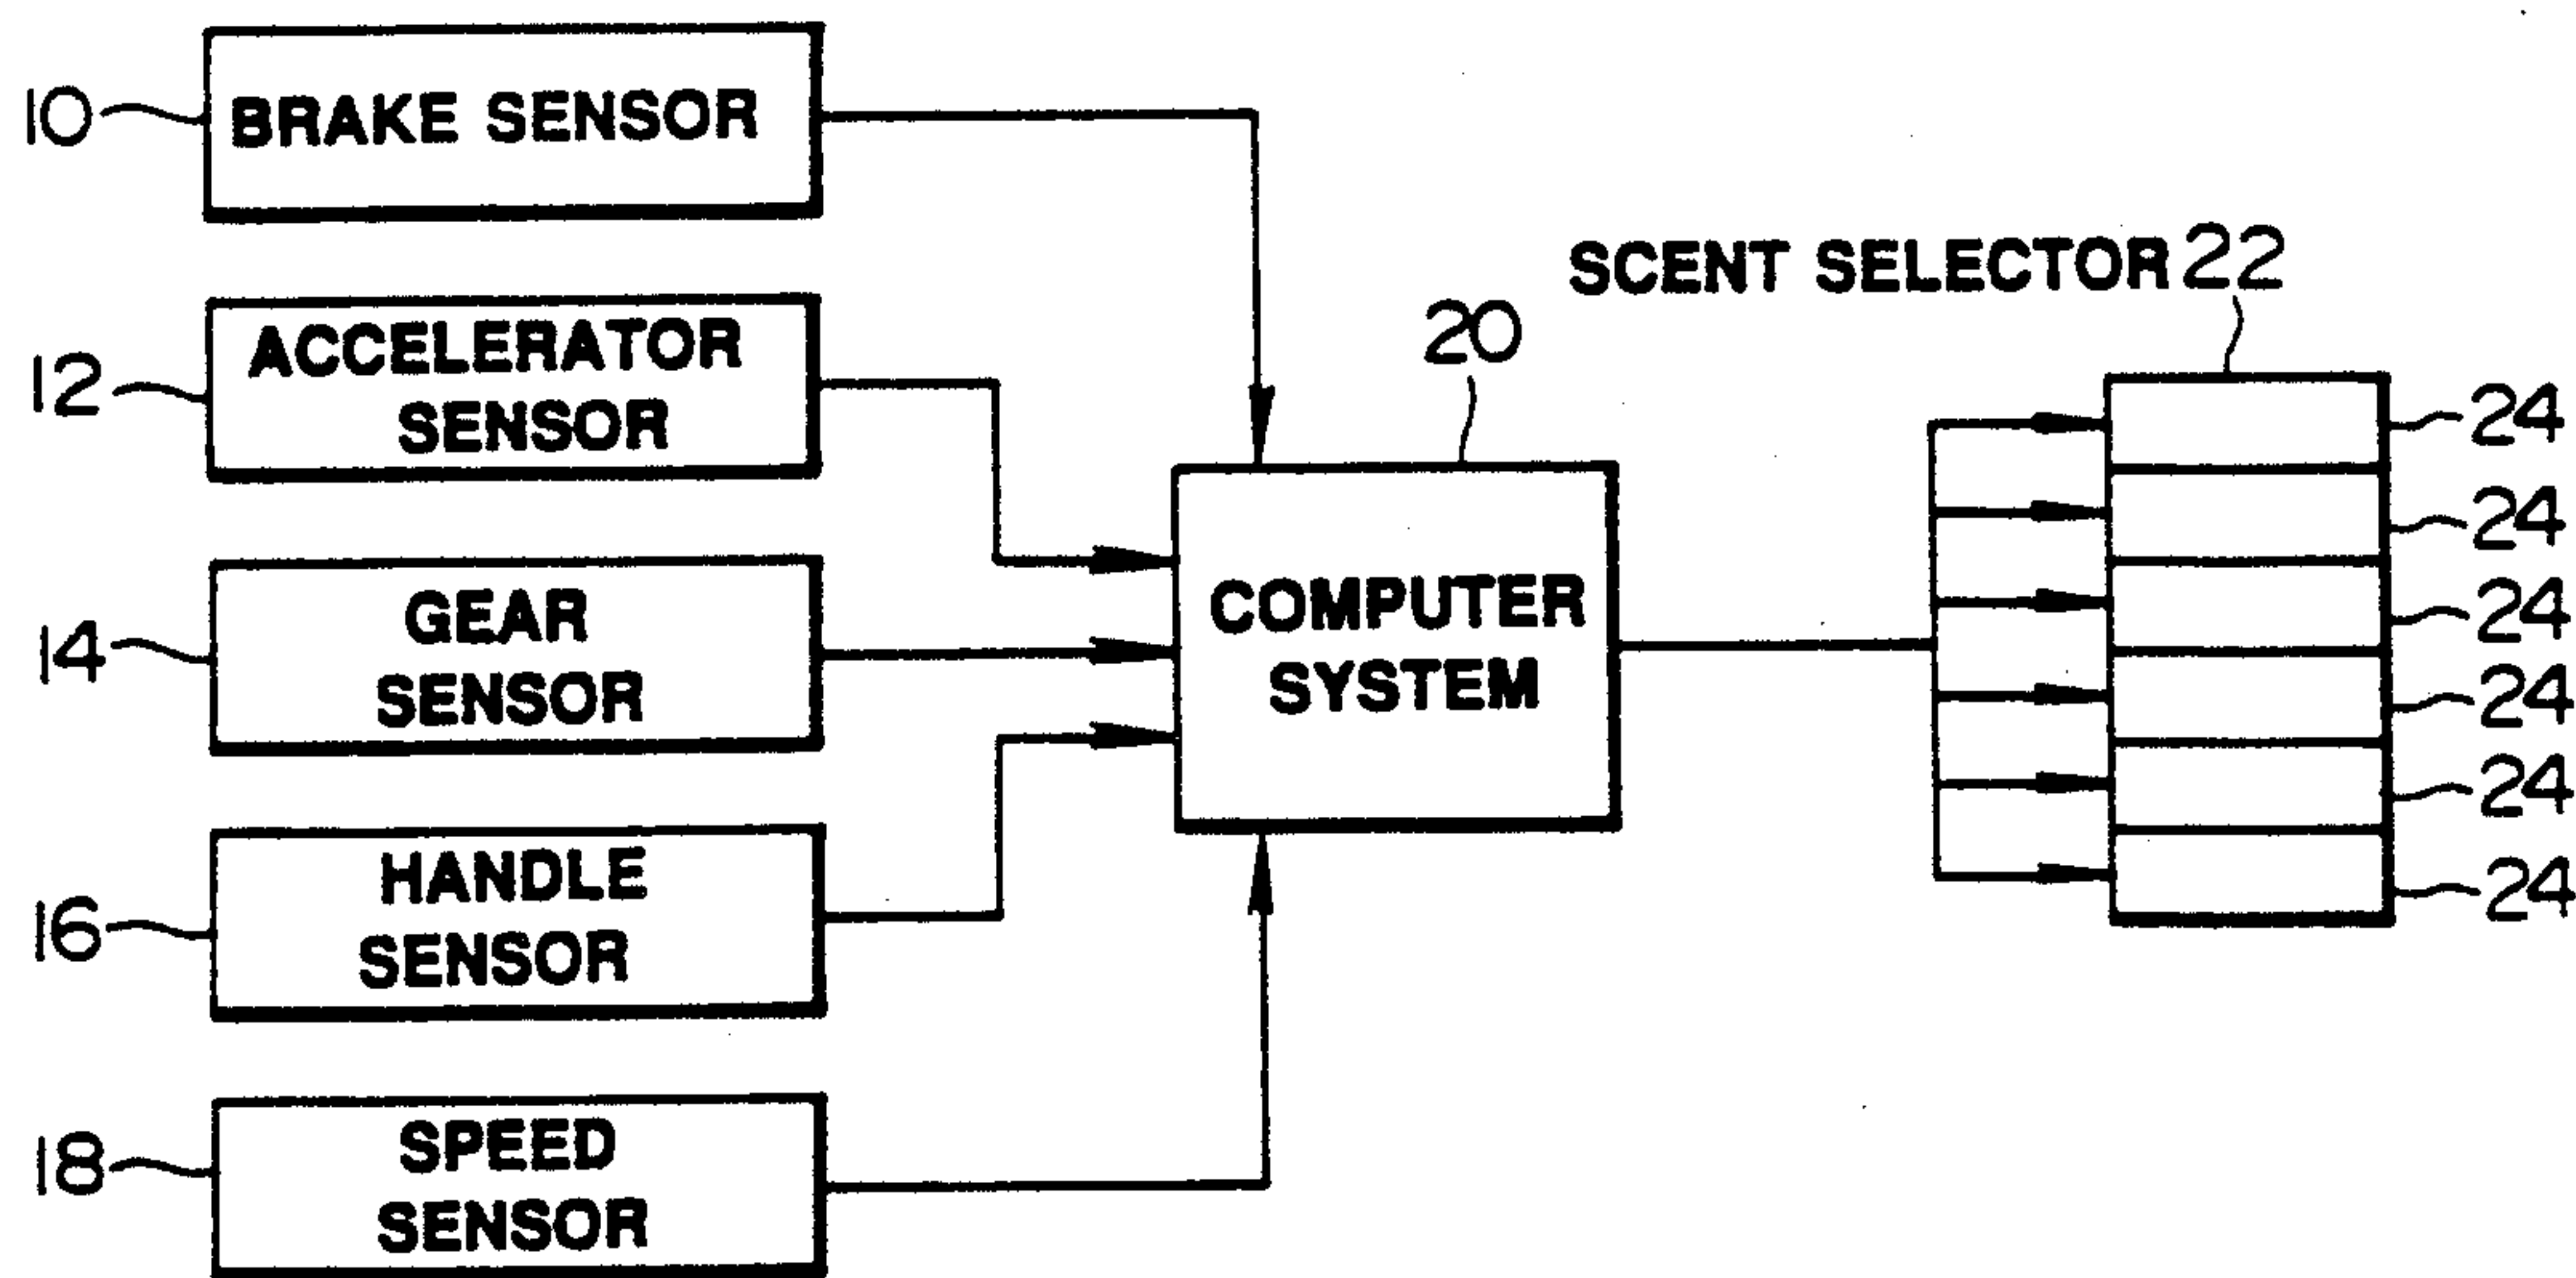 10
BRAKE SENSOR
12
ACCELERATOR
SENSOR
14
GEAR
SENSOR
16
HANDLE
SENSOR
18
SPEED
SENSOR
20
COMPUTER
SYSTEM
SCENT SELECTOR 22
24
24
24
24
24
24